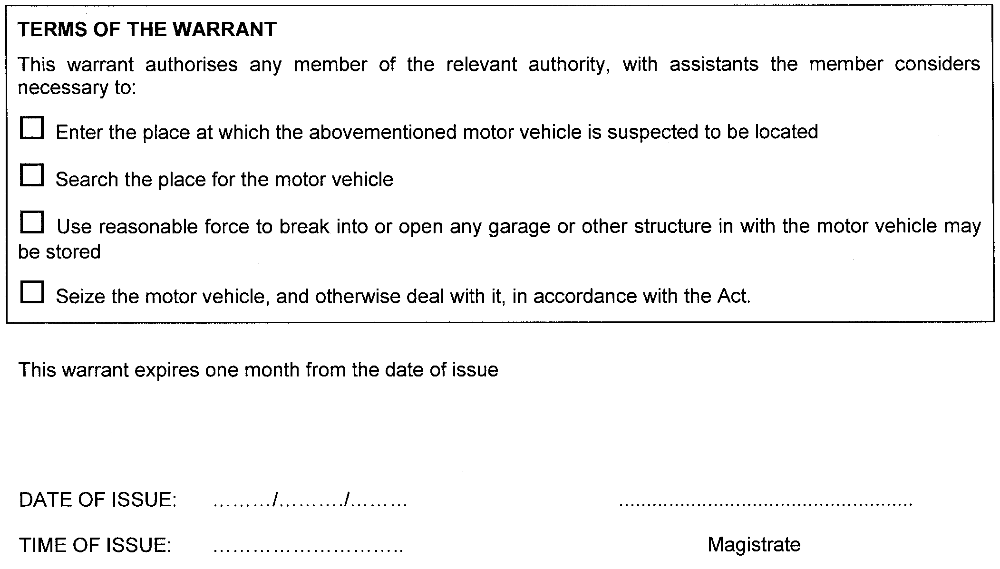 TERMS OF THE WARRANT
This warrant authorises any member of the relevant authority, with assistants the member considers
necessary to:
Enter the place at which the abovementioned motor vehicle is suspected to be located
Search the place for the motor vehicle
Use reasonable force to break into or open any garage or other structure in with the motor vehicle may
be stored
Seize the motor vehicle, and otherwise deal with it, in accordance with the Act.
This warrant expires one month from the date of issue
DATE OF ISSUE: ........./........../......... ....................................................
TIME OF ISSUE: ............................. Magistrate